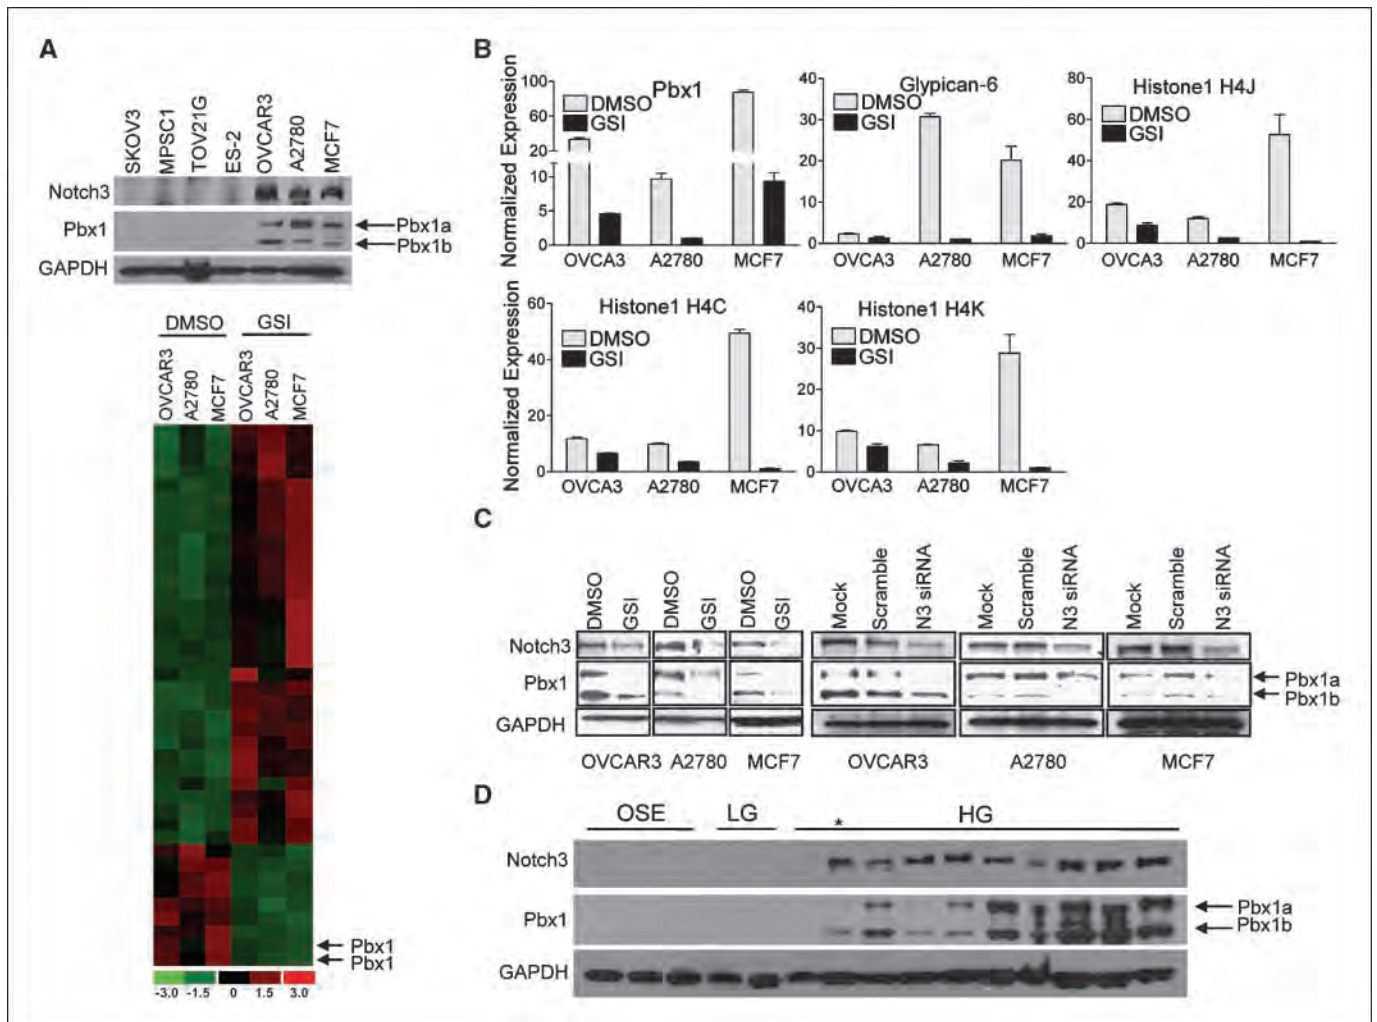 A
SKOV3
MPSC1
TOV21G
ES-2
OVCAR3
A2780
MCF7
Notch3
Pbx1
Pbx1a
Pbx1b
GAPDH
DMSO GSI
OVCAR3
A2780
MCF7
OVCAR3
A2780
MCF7
Pbx1
Pbx1
-3.0 -1.5 0 1.5 3.0
B
Normalized Expression
Pbx1
DMSO
GSI
100
60
20
10
5
0
OVCA3 A2780 MCF7
Glypican-6
DMSO
GSI
40
30
20
10
0
OVCA3 A2780 MCF7
Histone1 H4J
DMSO
GSI
80
60
40
20
0
OVCA3 A2780 MCF7
Normalized Expression
Histone1 H4C
DMSO
GSI
60
40
20
0
OVCA3 A2780 MCF7
Histone1 H4K
DMSO
GSI
40
30
20
10
0
OVCA3 A2780 MCF7
C
DMSO
GSI
DMSO
GSI
DMSO
GSI
Mock
Scramble
N3 siRNA
Mock
Scramble
N3 siRNA
Mock
Scramble
N3 siRNA
Notch3
Pbx1
Pbx1a
Pbx1b
GAPDH
OVCAR3 A2780 MCF7 OVCAR3 A2780 MCF7
D
OSE LG * HG
Notch3
Pbx1
Pbx1a
Pbx1b
GAPDH